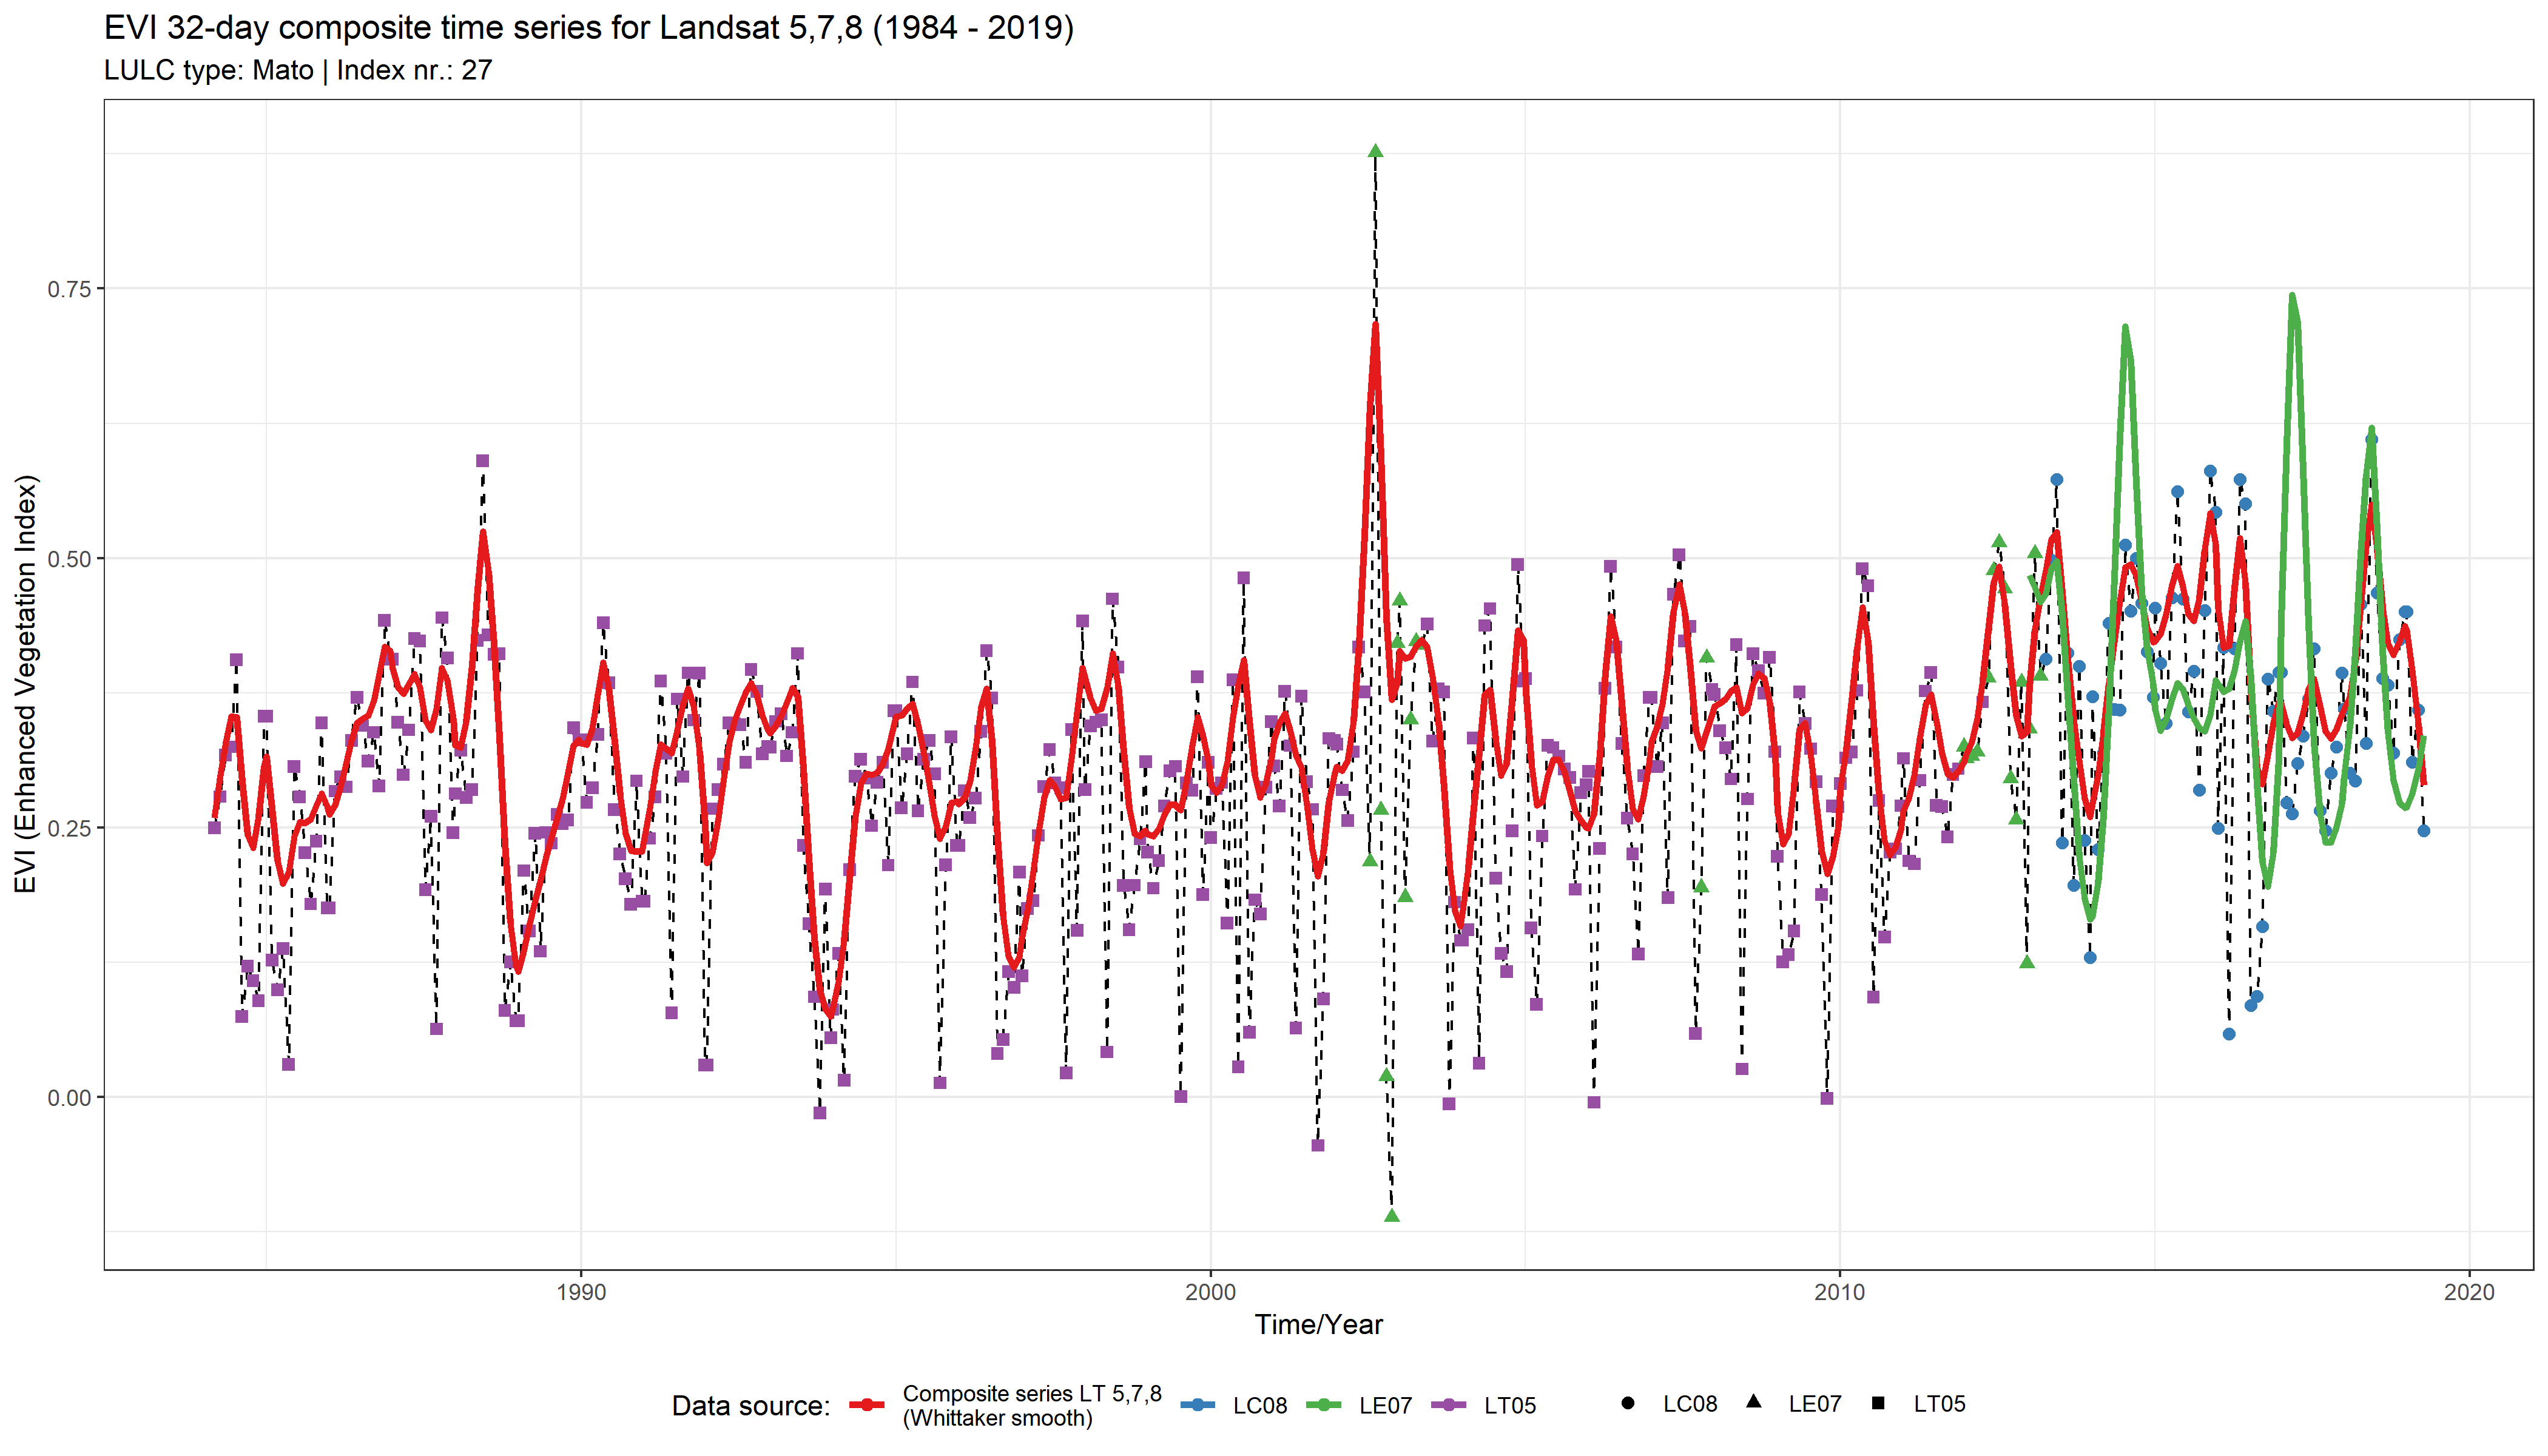 EVI 32-day composite time series for Landsat 5,7,8 (1984 - 2019)
LULC type: Mato | Index nr.: 27
EVI (Enhanced Vegetation Index)
0.75
0.50
0.25
0.00
1990
2000
2010
2020
Time/Year
Data source:
Composite series LT 5,7,8
(Whittaker smooth)
LC08
LE07
LT05
LC08
LE07
LT05